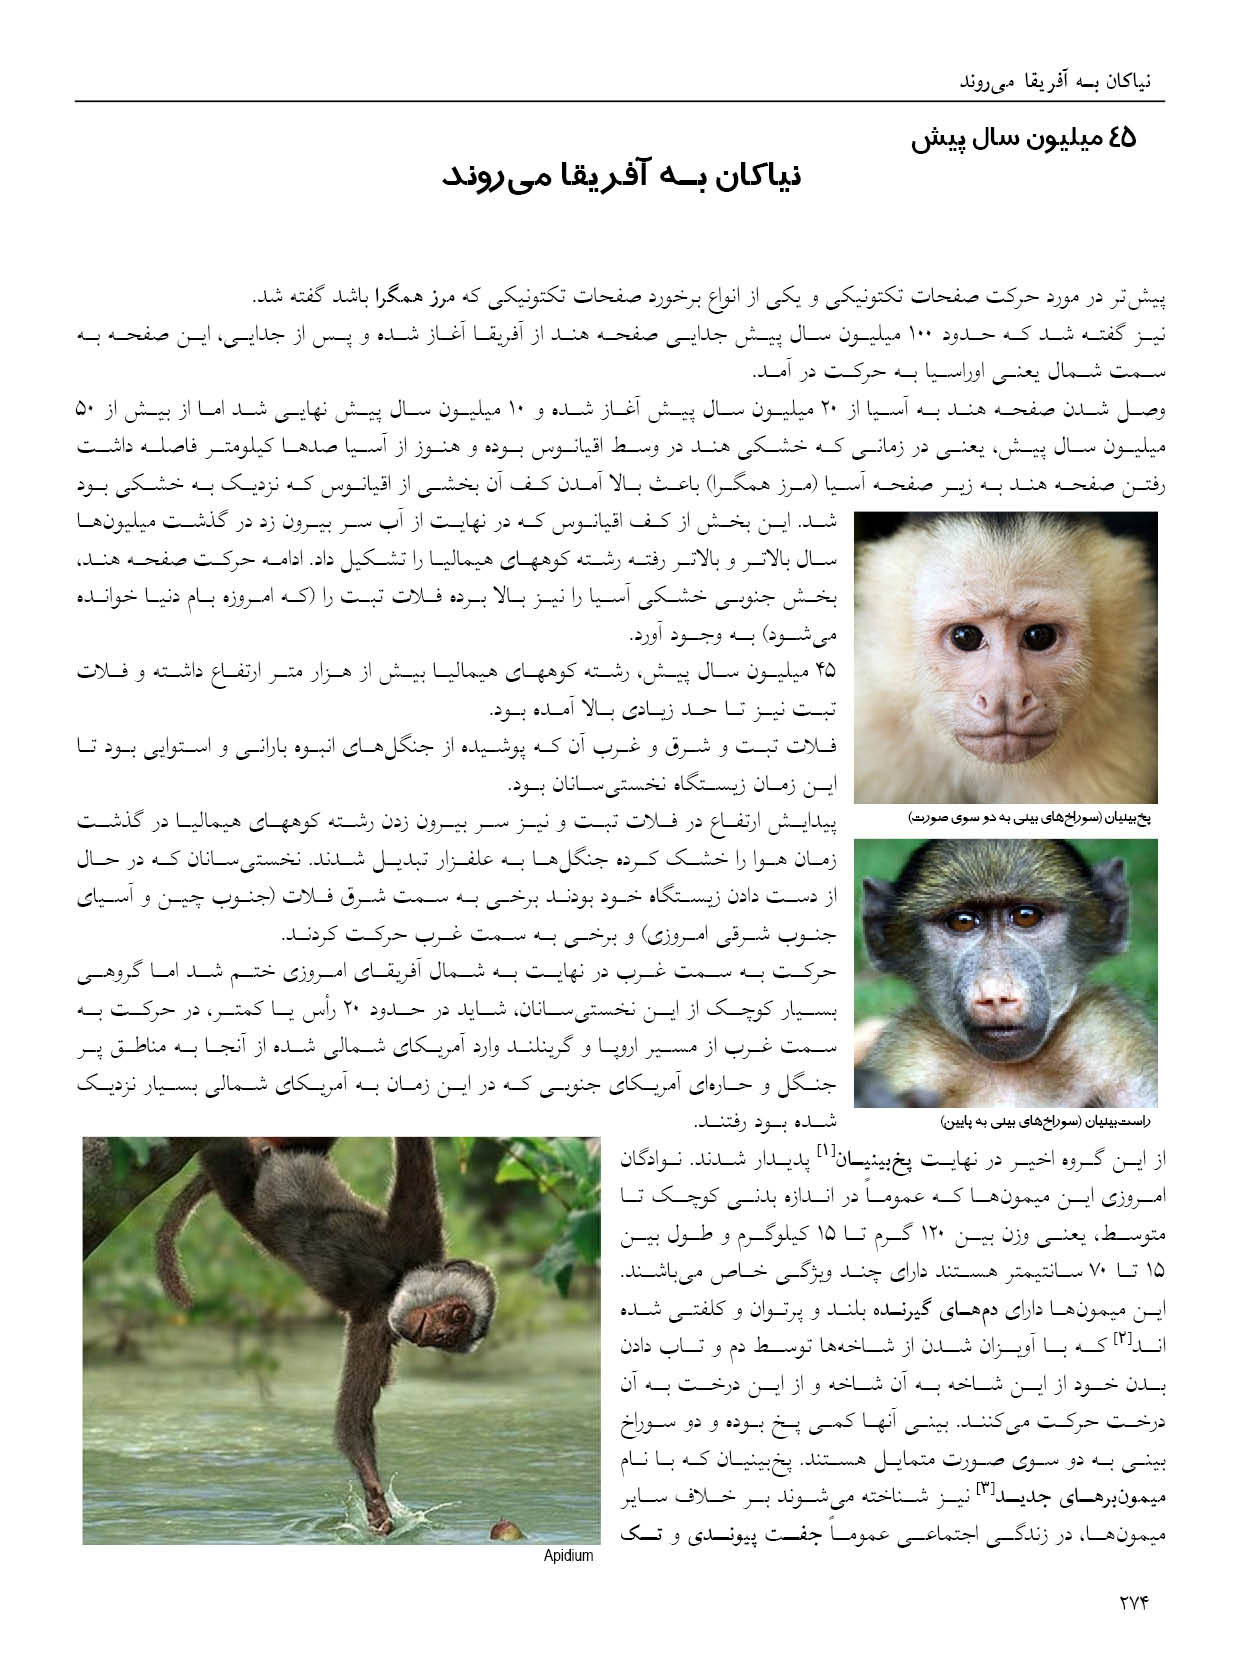 نیاکان به آفریقا می‌روند
۴۵ میلیون سال پیش
نیاکان به آفریقا می‌روند
پیش‌تر در مورد حرکت صفحات تکتونیکی و یکی از انواع برخورد صفحات تکتونیکی که مرز همگرا باشد گفته شد.
نیز گفته شد که حدود ۱۰۰ میلیون سال پیش جدایی صفحه هند از آفریقا آغاز شده و پس از جدایی، این صفحه به
سمت شمال یعنی اوراسیا به حرکت در آمد.
وصل شدن صفحه هند به آسیا از ۲۰ میلیون سال پیش آغاز شده و ۱۰ میلیون سال پیش نهایی شد اما از بیش از ۵۰
میلیون سال پیش، یعنی در زمانی که خشکی هند در وسط اقیانوس بوده و هنوز از آسیا صدها کیلومتر فاصله داشت
رفتن صفحه هند به زیر صفحه آسیا (مرز همگرا) باعث بالا آمدن کف آن بخشی از اقیانوس که نزدیک به خشکی بود
شد. این بخش از کف اقیانوس که در نهایت از آب سر بیرون زد در گذشت میلیون‌ها
سال بالاتر و بالاتر رفته رشته کوههای هیمالیا را تشکیل داد. ادامه حرکت صفحه هند،
بخش جنوبی خشکی آسیا را نیز بالا برده فلات تبت را (که امروزه بام دنیا خوانده
می‌شود) به وجود آورد.
۴۵ میلیون سال پیش، رشته کوههای هیمالیا بیش از هزار متر ارتفاع داشته و فلات
تبت نیز تا حد زیادی بالا آمده بود.
فلات تبت و شرق و غرب آن که پوشیده از جنگل‌های انبوه بارانی و استوایی بود تا
این زمان زیستگاه نخستی‌سانان بود.
پخ‌بینیان (سوراخ‌های بینی به دو سوی صورت)
پیدایش ارتفاع در فلات تبت و نیز سر بیرون زدن رشته کوههای هیمالیا در گذشت
زمان هوا را خشک کرده جنگل‌ها به علفزار تبدیل شدند. نخستی‌سانان که در حال
از دست دادن زیستگاه خود بودند برخی به سمت شرق فلات (جنوب چین و آسیای
جنوب شرقی امروزی) و برخی به سمت غرب حرکت کردند.
حرکت به سمت غرب در نهایت به شمال آفریقای امروزی ختم شد اما گروهی
بسیار کوچک از این نخستی‌سانان، شاید در حدود ۲۰ رأس یا کمتر، در حرکت به
سمت غرب از مسیر اروپا و گرینلند وارد آمریکای شمالی شده از آنجا به مناطق پر
جنگل و حاره‌ای آمریکای جنوبی که در این زمان به آمریکای شمالی بسیار نزدیک
شده بود رفتند.
راست‌بینیان (سوراخ‌های بینی به پایین)
از این گروه اخیر در نهایت پخ‌بینیان[۱] پدیدار شدند. نوادگان
امروزی این میمون‌ها که عموماً در اندازه بدنی کوچک تا
متوسط، یعنی وزن بین ۱۲۰ گرم تا ۱۵ کیلوگرم و طول بین
۱۵ تا ۷۰ سانتیمتر هستند دارای چند ویژگی خاص می‌باشند.
این میمون‌ها دارای دم‌های گیرنده بلند و پرتوان و کلفتی شده
اند[۲] که با آویزان شدن از شاخه‌ها توسط دم و تاب دادن
بدن خود از این شاخه به آن شاخه و از این درخت به آن
درخت حرکت می‌کنند. بینی آنها کمی پخ بوده و دو سوراخ
بینی به دو سوی صورت متمایل هستند. پخ‌بینیان که با نام
میمون‌برهای جدید[۳] نیز شناخته می‌شوند بر خلاف سایر
میمون‌ها، در زندگی اجتماعی عموماً جفت پیوندی و تک
Apidium
۲۷۴